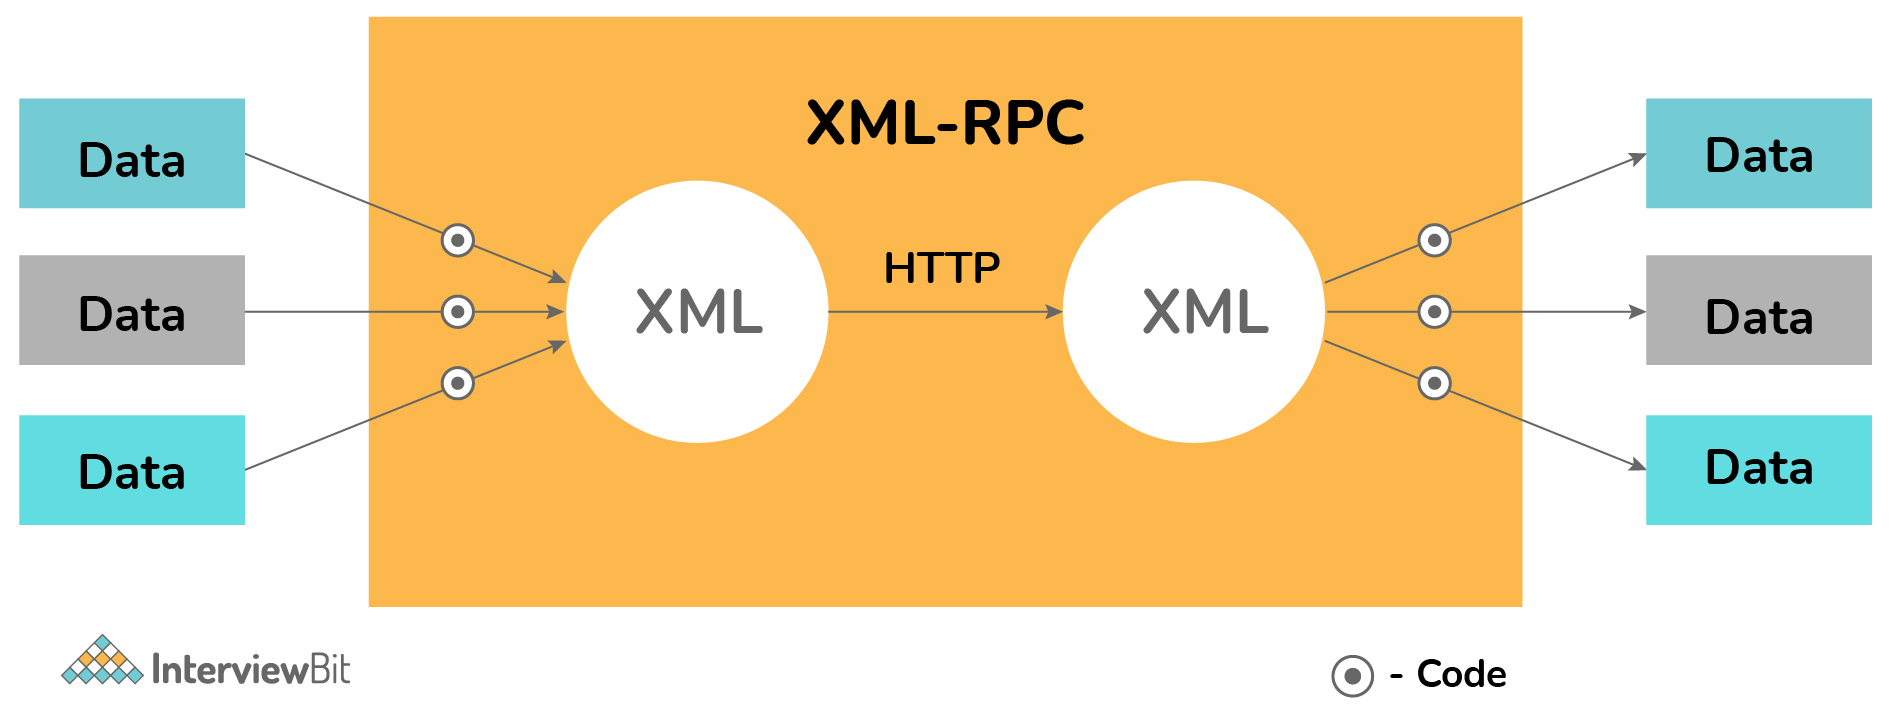 XML-RPC
Data
Data
Data
XML
HTTP
XML
Data
Data
Data
InterviewBit
- Code